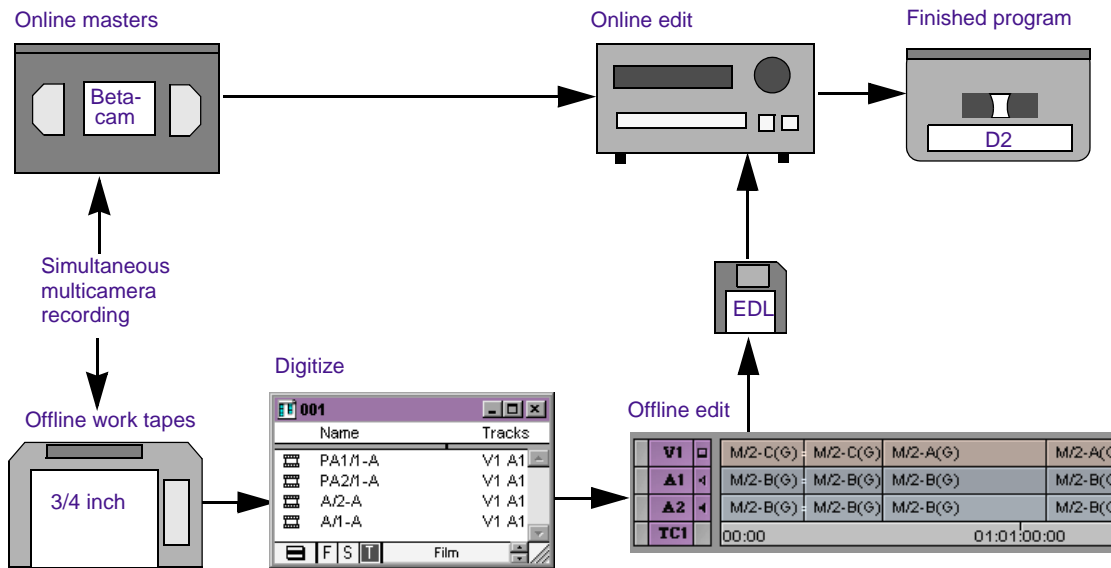 Online masters
Online edit
Finished program
Beta-
cam
D2
Simultaneous
multicamera
recording
EDL
Digitize
Offline work tapes
Offline edit
3/4 inch
001
Name Tracks
PA1/1-A V1 A1
PA2/1-A V1 A1
A/2-A V1 A1
A/1-A V1 A1
F S T Film
V1 M/2-C(G) M/2-C(G) M/2-A(G) M/2-A(G
A1 M/2-B(G) M/2-B(G) M/2-B(G) M/2-B(G
A2 M/2-B(G) M/2-B(G) M/2-B(G) M/2-B(G
TC1 00:00 01:01:00:00